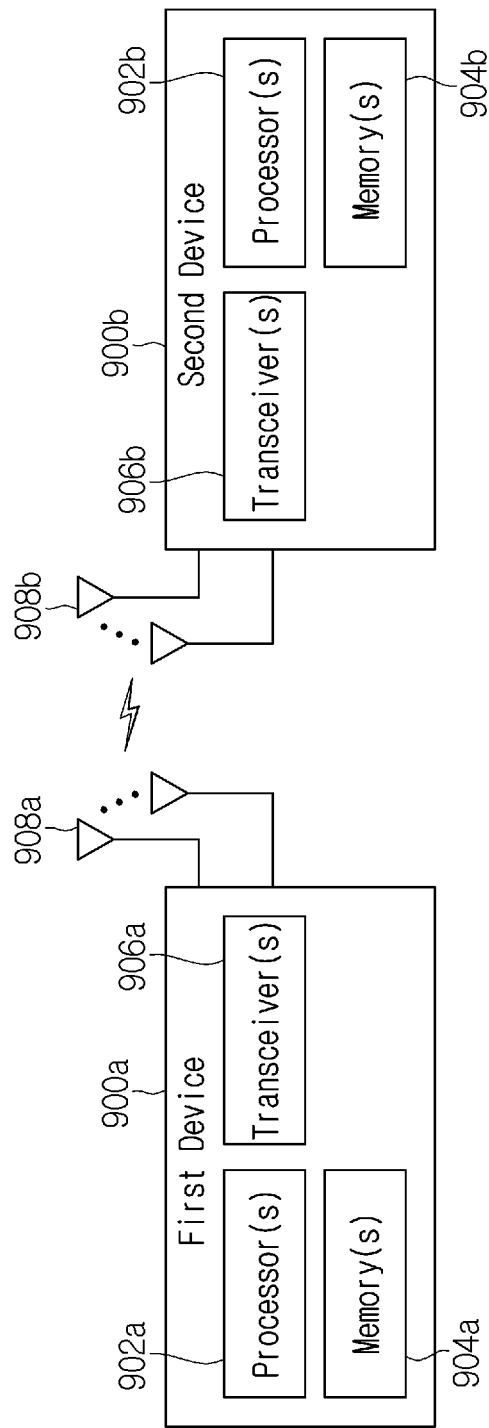 900a
First Device
902a
Processor(s)
906a
Transceiver(s)
Memory(s)
904a
908a
908b
900b
Second Device
906b
Transceiver(s)
902b
Processor(s)
Memory(s)
904b